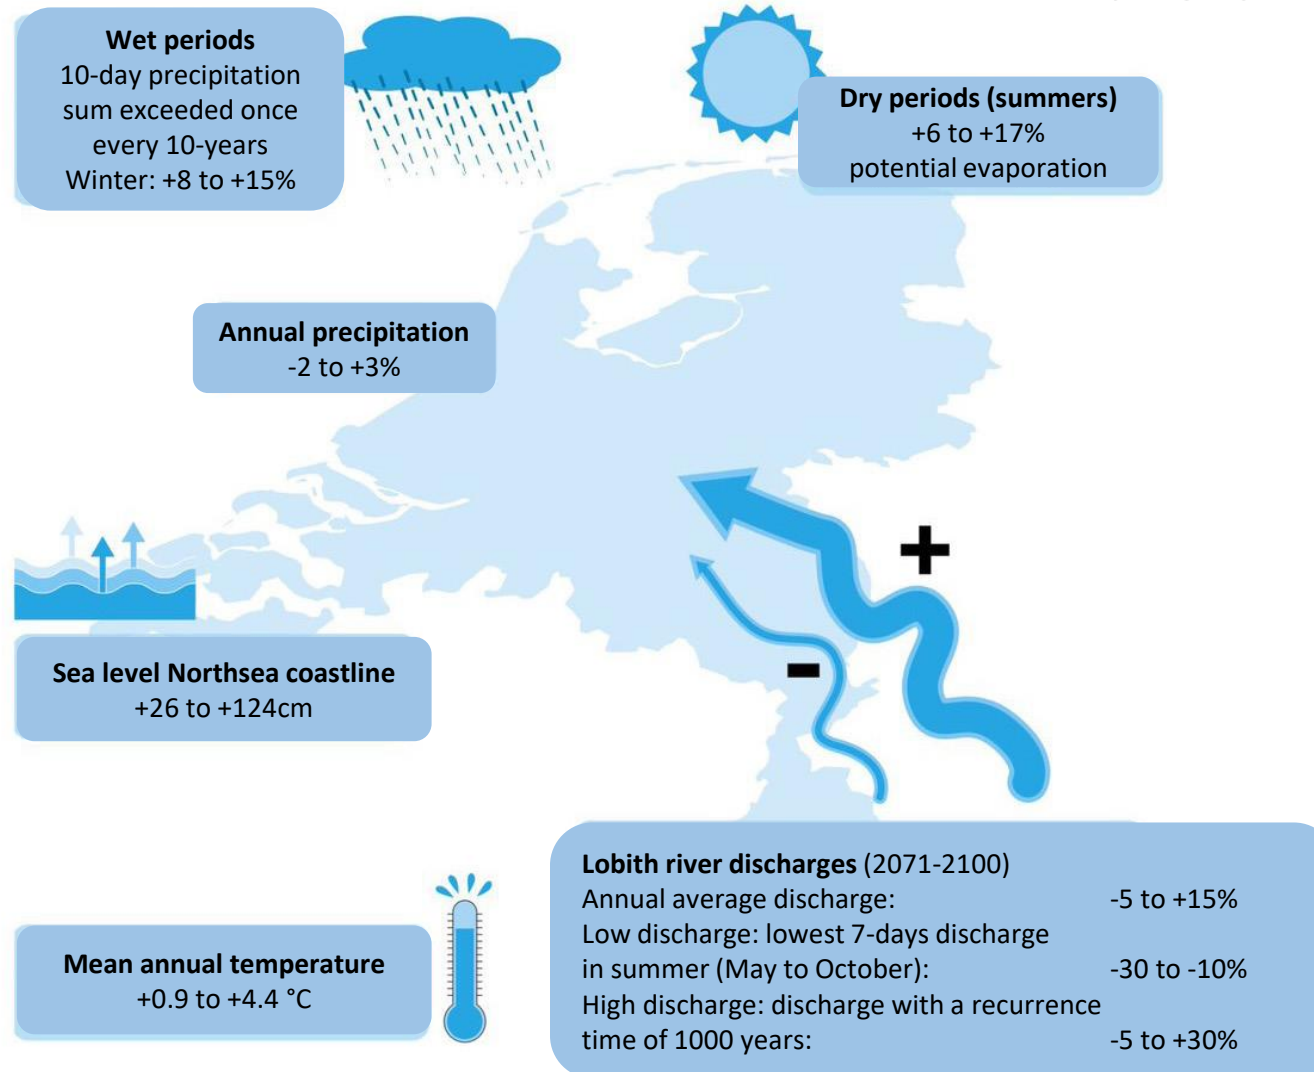 Wet periods
10-day precipitation
sum exceeded once
every 10-years
Winter: +8 to +15%
Dry periods (summers)
+6 to +17%
potential evaporation
Annual precipitation
-2 to +3%
+
-
Sea level Northsea coastline
+26 to +124cm
Mean annual temperature
+0.9 to +4.4 °C
Lobith river discharges (2071-2100)
Annual average discharge: -5 to +15%
Low discharge: lowest 7-days discharge
in summer (May to October): -30 to -10%
High discharge: discharge with a recurrence
time of 1000 years: -5 to +30%